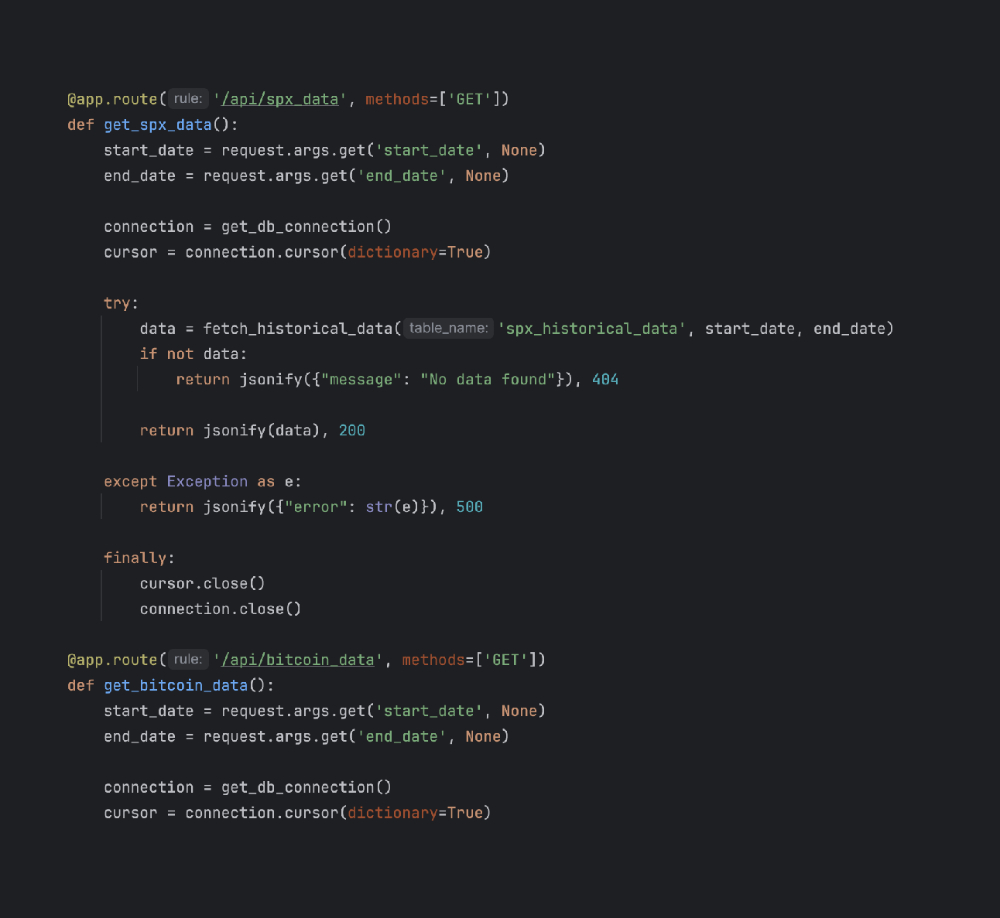 @app.route( rule: '/api/spx_data', methods=['GET'])
def get_spx_data():
    start_date = request.args.get('start_date', None)
    end_date = request.args.get('end_date', None)
    connection = get_db_connection()
    cursor = connection.cursor(dictionary=True)
    try:
        data = fetch_historical_data( table_name: 'spx_historical_data', start_date, end_date)
        if not data:
            return jsonify({"message": "No data found"}), 404
        return jsonify(data), 200
    except Exception as e:
        return jsonify({"error": str(e)}), 500
    finally:
        cursor.close()
        connection.close()
@app.route( rule: '/api/bitcoin_data', methods=['GET'])
def get_bitcoin_data():
    start_date = request.args.get('start_date', None)
    end_date = request.args.get('end_date', None)
    connection = get_db_connection()
    cursor = connection.cursor(dictionary=True)